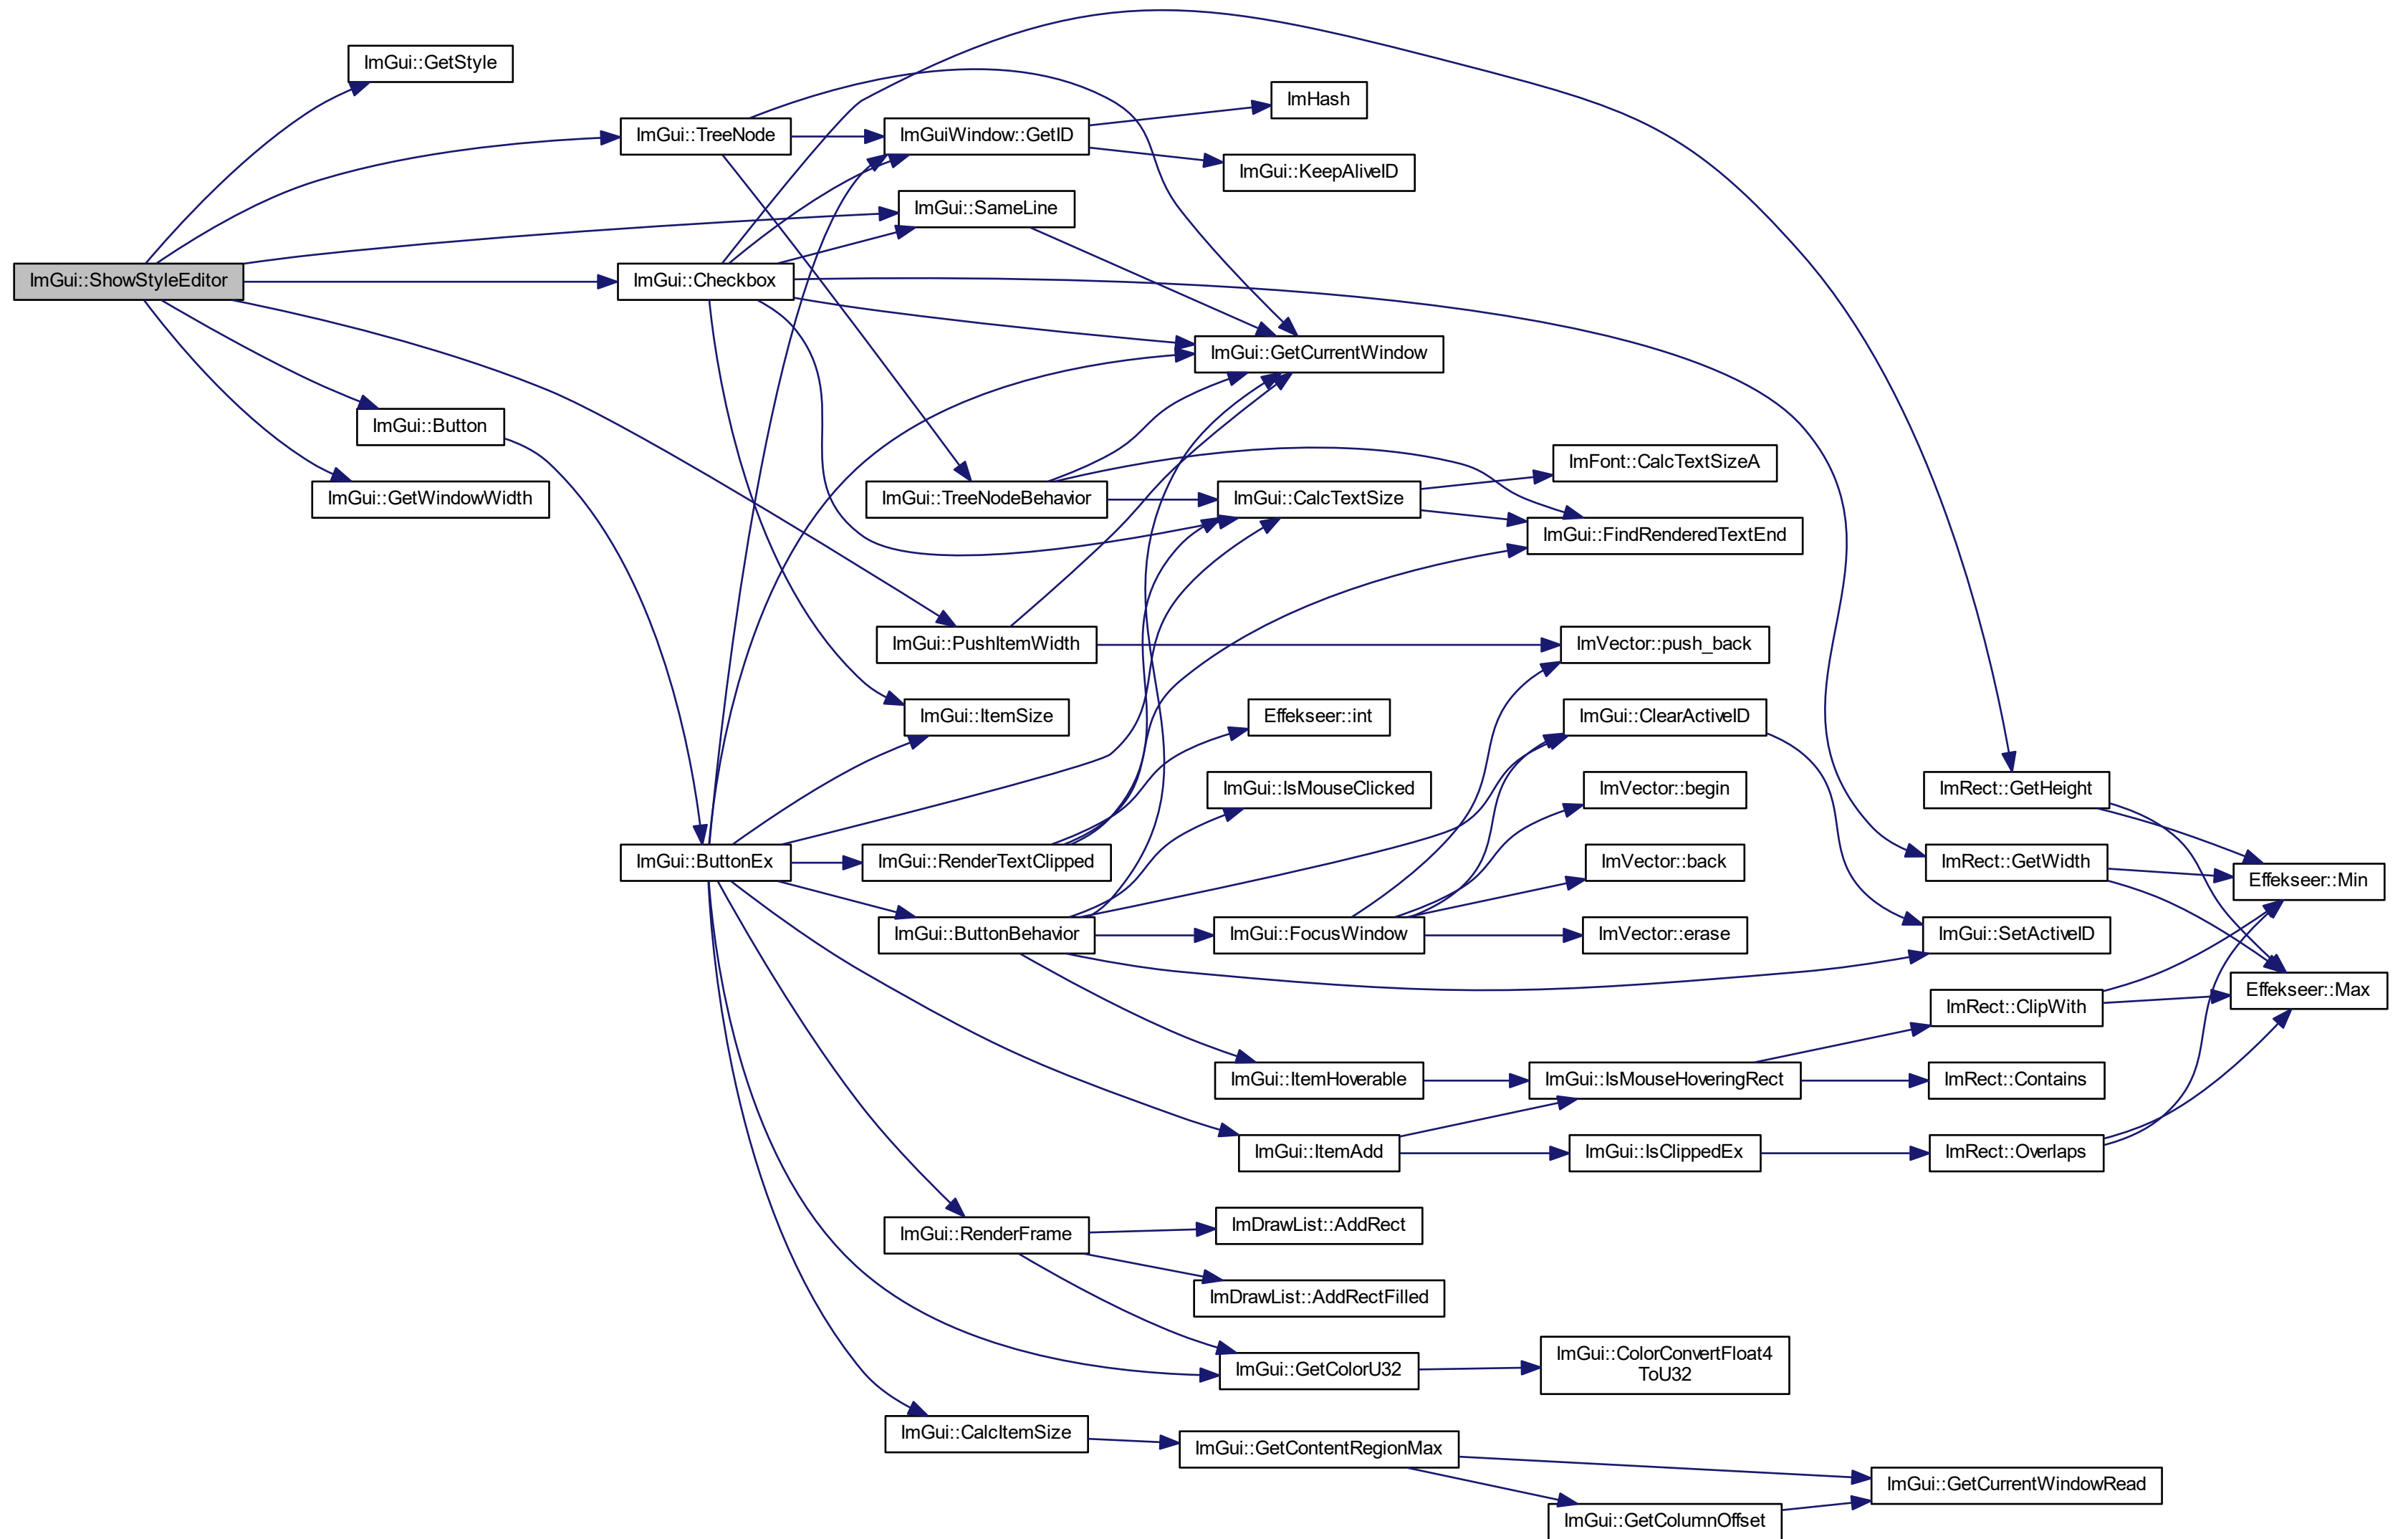 ImGui::GetStyle
ImHash
ImGui::TreeNode
ImGuiWindow::GetID
ImGui::KeepAliveID
ImGui::SameLine
ImGui::ShowStyleEditor
ImGui::Checkbox
ImGui::GetCurrentWindow
ImGui::Button
ImFont::CalcTextSizeA
ImGui::GetWindowWidth
ImGui::TreeNodeBehavior
ImGui::CalcTextSize
ImGui::FindRenderedTextEnd
ImGui::PushItemWidth
ImVector::push_back
ImGui::ItemSize
Effekseer::int
ImGui::ClearActiveID
ImGui::IsMouseClicked
ImVector::begin
ImRect::GetHeight
ImGui::ButtonEx
ImGui::RenderTextClipped
ImVector::back
ImRect::GetWidth
Effekseer::Min
ImGui::ButtonBehavior
ImGui::FocusWindow
ImVector::erase
ImGui::SetActiveID
Effekseer::Max
ImRect::ClipWith
ImGui::ItemHoverable
ImGui::IsMouseHoveringRect
ImRect::Contains
ImGui::ItemAdd
ImGui::IsClippedEx
ImRect::Overlaps
ImGui::RenderFrame
ImDrawList::AddRect
ImDrawList::AddRectFilled
ImGui::GetColorU32
ImGui::ColorConvertFloat4
ToU32
ImGui::CalcItemSize
ImGui::GetContentRegionMax
ImGui::GetCurrentWindowRead
ImGui::GetColumnOffset